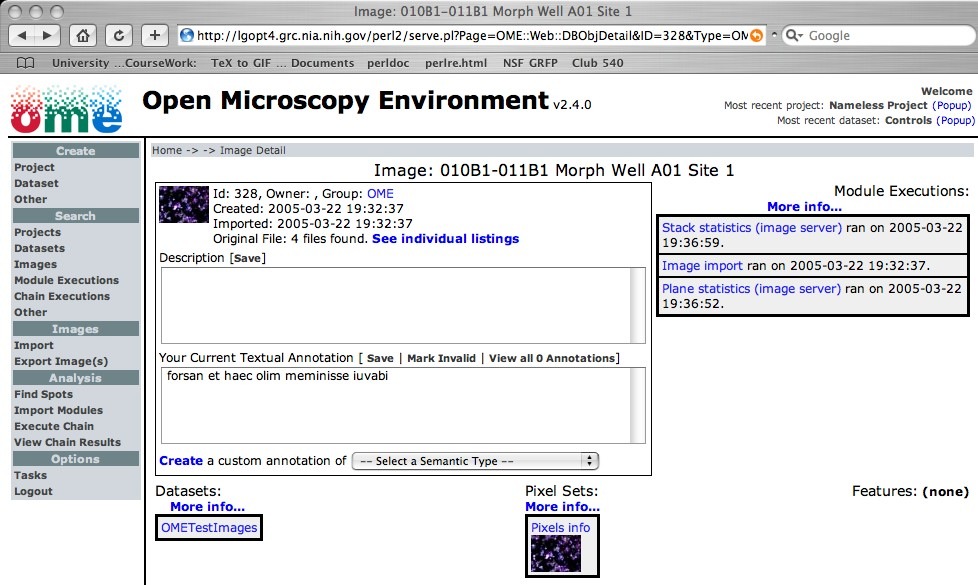 Image: 010B1-011B1 Morph Well A01 Site 1
http://lgopt4.grc.nia.nih.gov/perl2/serve.pl?Page=OME::Web::DBObjDetail&ID=328&Type=OM
Google
University ...CourseWork: TeX to GIF ... Documents perldoc perlre.html NSF GRFP Club 540
ome
Open Microscopy Environment v2.4.0
Welcome
Most recent project: Nameless Project (Popup)
Most recent dataset: Controls (Popup)
Create
Project
Dataset
Other
Search
Projects
Datasets
Images
Module Executions
Chain Executions
Other
Images
Import
Export Image(s)
Analysis
Find Spots
Import Modules
Execute Chain
View Chain Results
Options
Tasks
Logout
Home -> -> Image Detail
Image: 010B1-011B1 Morph Well A01 Site 1
Id: 328, Owner: , Group: OME
Created: 2005-03-22 19:32:37
Imported: 2005-03-22 19:32:37
Original File: 4 files found. See individual listings
Description [Save]
Your Current Textual Annotation [ Save | Mark Invalid | View all 0 Annotations]
forsan et haec olim meminisse iuvabi
Create a custom annotation of -- Select a Semantic Type --
Module Executions:
More info...
Stack statistics (image server) ran on 2005-03-22
19:36:59.
Image import ran on 2005-03-22 19:32:37.
Plane statistics (image server) ran on 2005-03-22
19:36:52.
Datasets:
More info...
OMETestImages
Pixel Sets:
More info...
Pixels info
Features: (none)